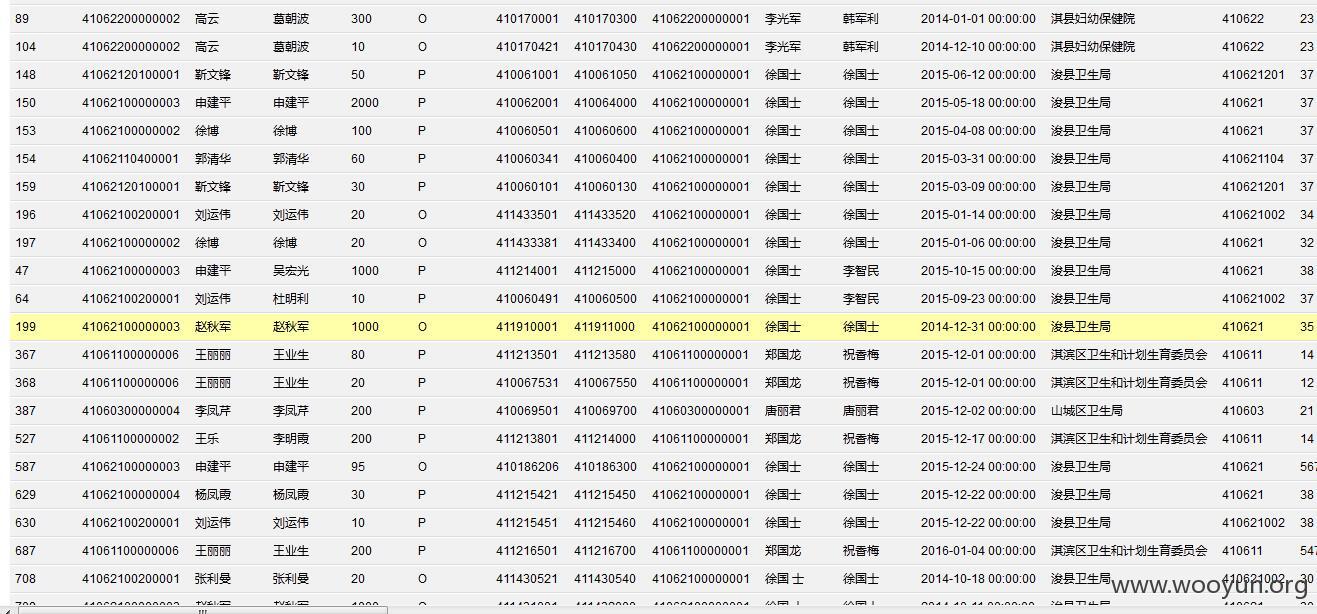 89 41062200000002 高云 葛朝波 300 O 410170001 410170300 41062200000001 李光军 韩军利 2014-01-01 00:00:00 淇县妇幼保健院 410622 23
104 41062200000002 高云 葛朝波 10 O 410170421 410170430 41062200000001 李光军 韩军利 2014-12-10 00:00:00 淇县妇幼保健院 410622 23
148 41062120100001 靳文锋 靳文锋 50 P 410061001 410061050 41062100000001 徐国士 徐国士 2015-06-12 00:00:00 浚县卫生局 410621201 37
150 41062100000003 申建平 申建平 2000 P 410062001 410064000 41062100000001 徐国士 徐国士 2015-05-18 00:00:00 浚县卫生局 410621 37
153 41062100000002 徐博 徐博 100 P 410060501 410060600 41062100000001 徐国士 徐国士 2015-04-08 00:00:00 浚县卫生局 410621 37
154 41062110400001 郭清华 郭清华 60 P 410060341 410060400 41062100000001 徐国士 徐国士 2015-03-31 00:00:00 浚县卫生局 410621104 37
159 41062120100001 靳文锋 靳文锋 30 P 410060101 410060130 41062100000001 徐国士 徐国士 2015-03-09 00:00:00 浚县卫生局 410621201 37
196 41062100200001 刘运伟 刘运伟 20 O 411433501 411433520 41062100000001 徐国士 徐国士 2015-01-14 00:00:00 浚县卫生局 410621002 34
197 41062100000002 徐博 徐博 20 O 411433381 411433400 41062100000001 徐国士 徐国士 2015-01-06 00:00:00 浚县卫生局 410621 32
47 41062100000003 申建平 吴宏光 1000 P 411214001 411215000 41062100000001 徐国士 李智民 2015-10-15 00:00:00 浚县卫生局 410621 38
64 41062100200001 刘运伟 杜明利 10 P 410060491 410060500 41062100000001 徐国士 李智民 2015-09-23 00:00:00 浚县卫生局 410621002 37
199 41062100000003 赵秋军 赵秋军 1000 O 411910001 411911000 41062100000001 徐国士 徐国士 2014-12-31 00:00:00 浚县卫生局 410621 35
367 41061100000006 王丽丽 王业生 80 P 411213501 411213580 41061100000001 郑国龙 祝香梅 2015-12-01 00:00:00 淇滨区卫生和计划生育委员会 410611 14
368 41061100000006 王丽丽 王业生 20 P 410067531 410067550 41061100000001 郑国龙 祝香梅 2015-12-01 00:00:00 淇滨区卫生和计划生育委员会 410611 12
387 41060300000004 李凤芹 李凤芹 200 P 410069501 410069700 41060300000001 唐丽君 唐丽君 2015-12-02 00:00:00 山城区卫生局 410603 21
527 41061100000002 王乐 李明霞 200 P 411213801 411214000 41061100000001 郑国龙 祝香梅 2015-12-17 00:00:00 淇滨区卫生和计划生育委员会 410611 14
587 41062100000003 申建平 申建平 95 O 410186206 410186300 41062100000001 徐国士 徐国士 2015-12-24 00:00:00 浚县卫生局 410621 567
629 41062100000004 杨凤霞 杨凤霞 30 P 411215421 411215450 41062100000001 徐国士 徐国士 2015-12-22 00:00:00 浚县卫生局 410621 38
630 41062100200001 刘运伟 刘运伟 10 P 411215451 411215460 41062100000001 徐国士 徐国士 2015-12-22 00:00:00 浚县卫生局 410621002 38
687 41061100000006 王丽丽 王业生 200 P 411216501 411216700 41061100000001 郑国龙 祝香梅 2016-01-04 00:00:00 淇滨区卫生和计划生育委员会 410611 547
708 41062100200001 张利曼 张利曼 20 O 411430521 411430540 41062100000001 徐国 士 徐国士 2014-10-18 00:00:00 浚县卫生局 410621002 30
www.wooyun.org